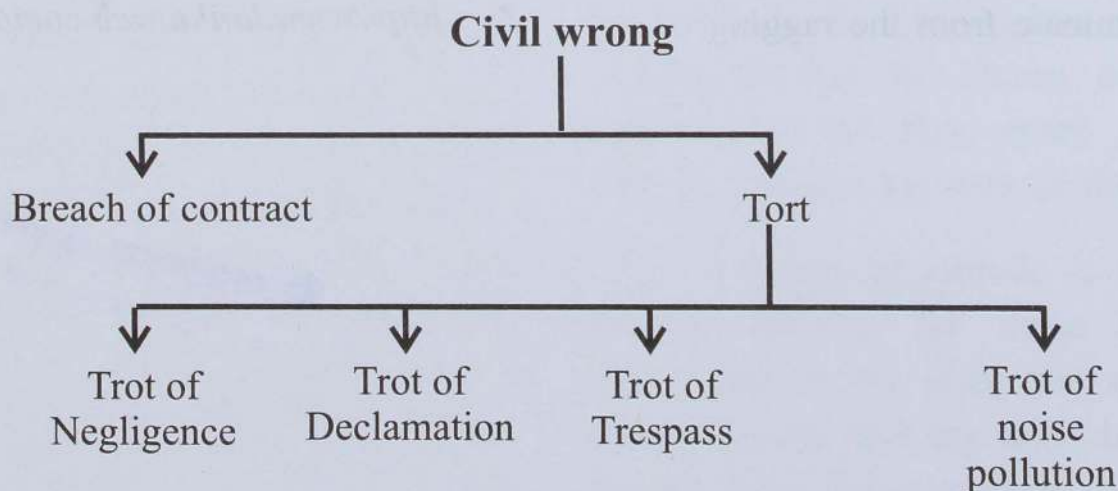 Civil wrong
Breach of contract
Tort
Trot of
Negligence
Trot of
Declamation
Trot of
Trespass
Trot of
noise
pollution